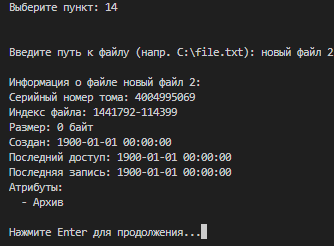 Выберите пункт: 14
Введите путь к файлу (напр. C:\file.txt): новый файл 2
Информация о файле новый файл 2:
Серийный номер тома: 4004995069
Индекс файла: 1441792-114399
Размер: 0 байт
Создан: 1900-01-01 00:00:00
Последний доступ: 1900-01-01 00:00:00
Последняя запись: 1900-01-01 00:00:00
Атрибуты:
- Архив
Нажмите Enter для продолжения...